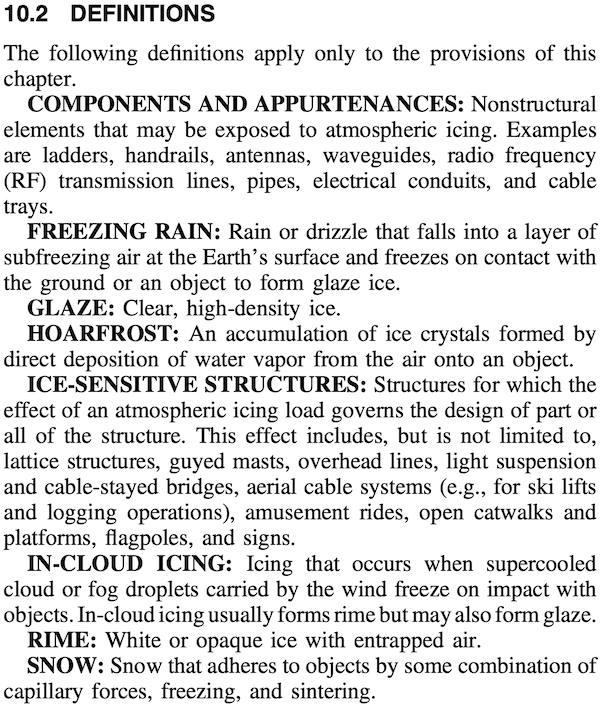 10.2 DEFINITIONS
The following definitions apply only to the provisions of this
chapter.
COMPONENTS AND APPURTENANCES: Nonstructural
elements that may be exposed to atmospheric icing. Examples
are ladders, handrails, antennas, waveguides, radio frequency
(RF) transmission lines, pipes, electrical conduits, and cable
trays.
FREEZING RAIN: Rain or drizzle that falls into a layer of
subfreezing air at the Earth's surface and freezes on contact with
the ground or an object to form glaze ice.
GLAZE: Clear, high-density ice.
HOARFROST: An accumulation of ice crystals formed by
direct deposition of water vapor from the air onto an object.
ICE-SENSITIVE STRUCTURES: Structures for which the
effect of an atmospheric icing load governs the design of part or
all of the structure. This effect includes, but is not limited to,
lattice structures, guyed masts, overhead lines, light suspension
and cable-stayed bridges, aerial cable systems (e.g., for ski lifts
and logging operations), amusement rides, open catwalks and
platforms, flagpoles, and signs.
IN-CLOUD ICING: Icing that occurs when supercooled
cloud or fog droplets carried by the wind freeze on impact with
objects. In-cloud icing usually forms rime but may also form glaze.
RIME: White or opaque ice with entrapped air.
SNOW: Snow that adheres to objects by some combination of
capillary forces, freezing, and sintering.